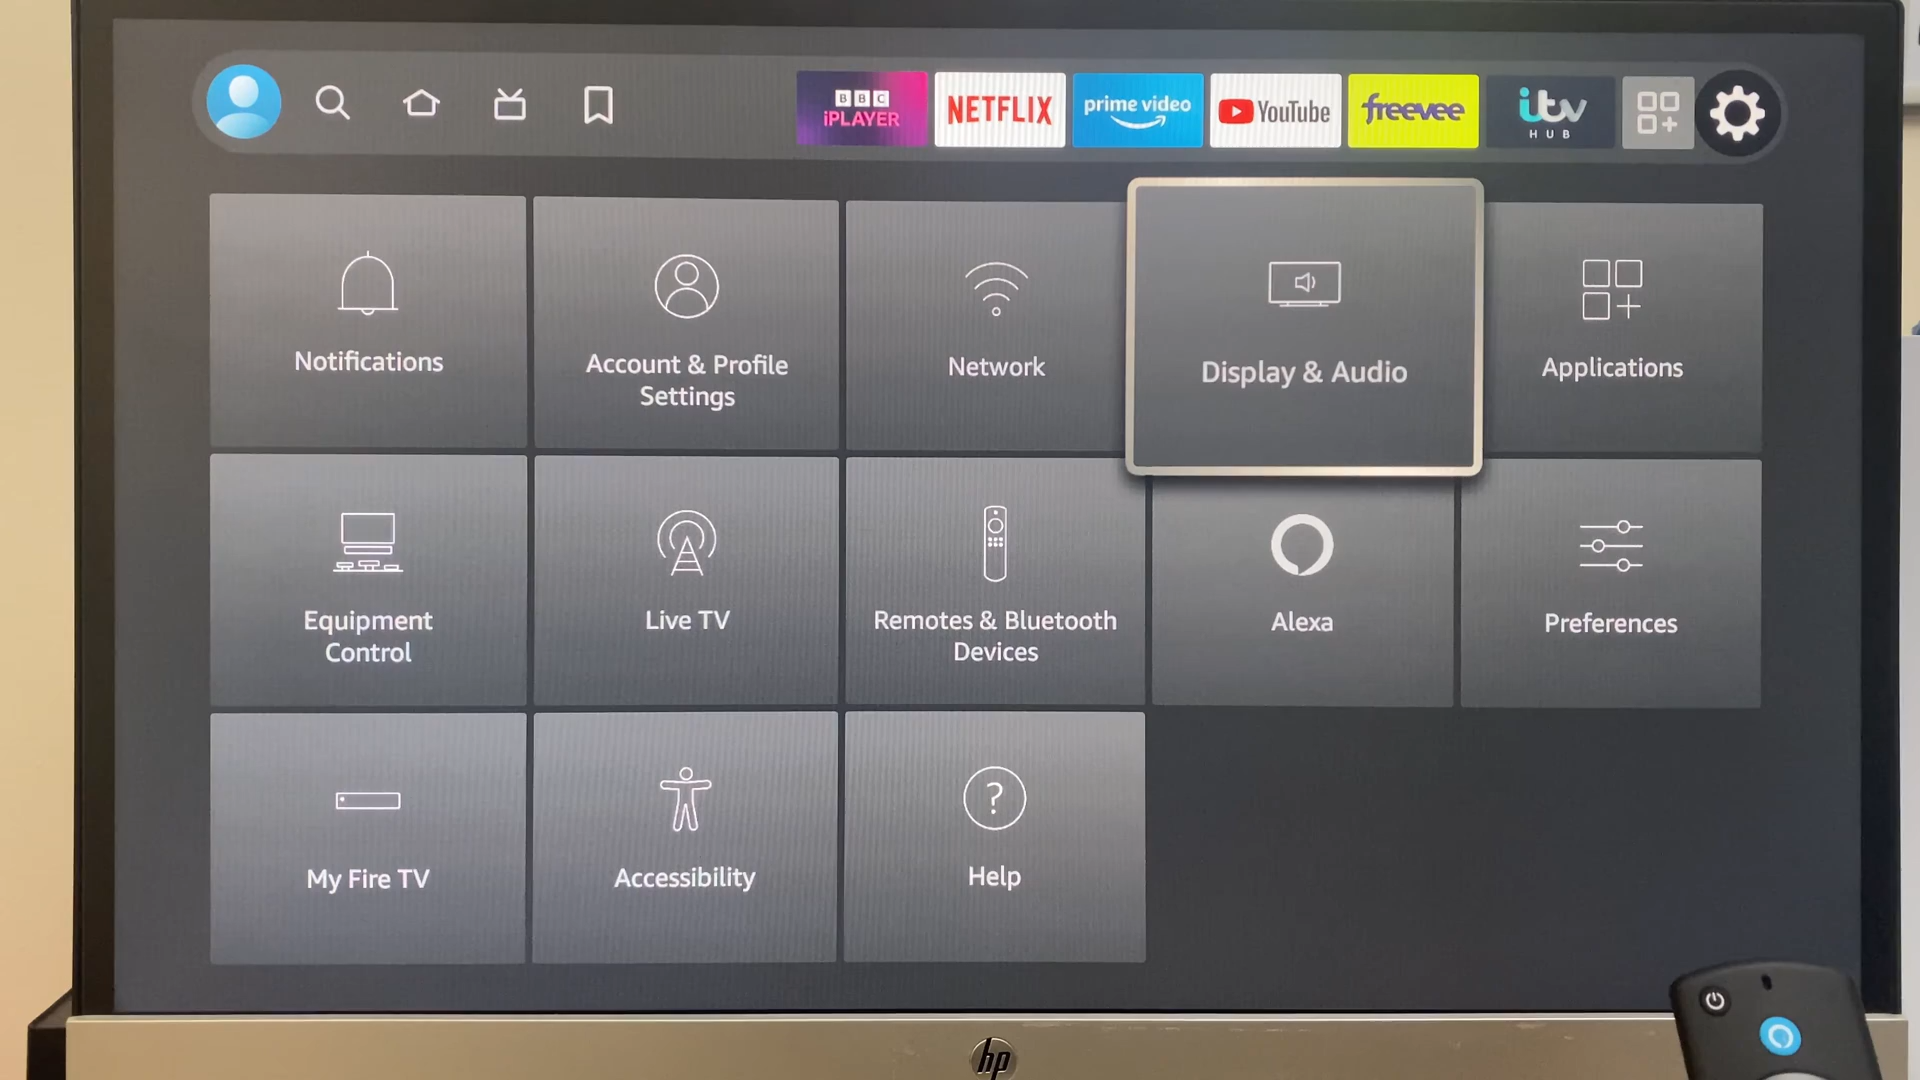 BBC
iPLAYER
NETFLIX
prime video
YouTube
freevee
itv
HUB
Notifications
Account & Profile
Settings
Network
Display & Audio
Applications
Equipment
Control
Live TV
Remotes & Bluetooth
Devices
Alexa
Preferences
My Fire TV
Accessibility
?
Help
hp